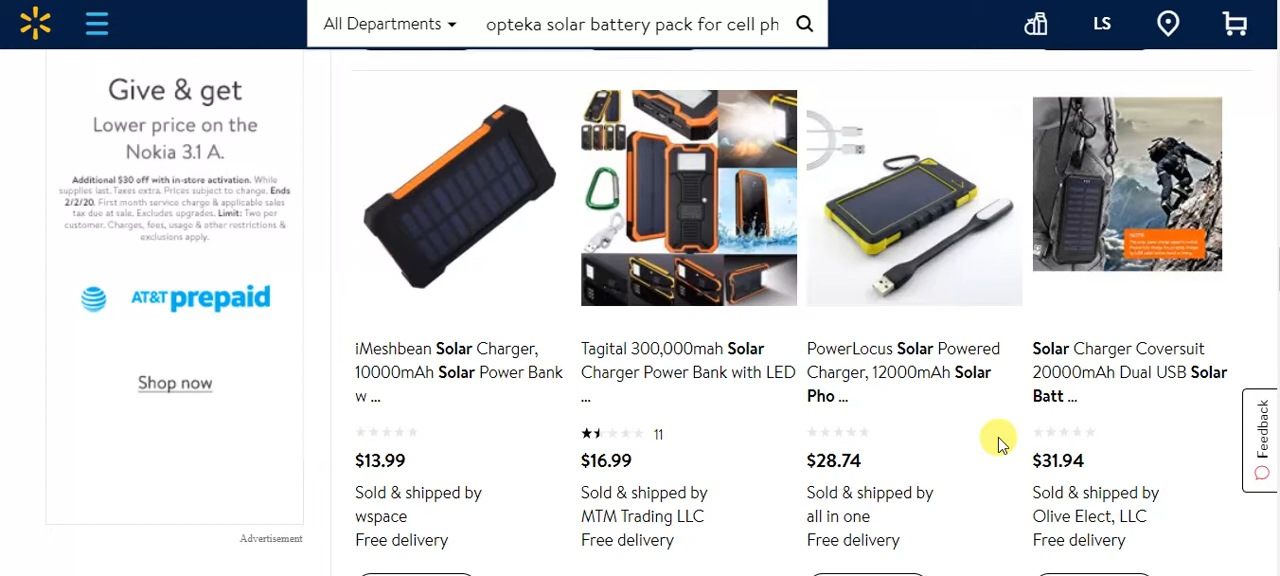 All Departments
opteka solar battery pack for cell ph
LS
Give & get
Lower price on the
Nokia 3.1 A.
Additional $30 off with in-store activation. While
supplies last. Taxes extra. Prices subject to change. Ends
2/2/20. First month service charge & applicable sales
tax due at sale. Excludes upgrades. Limit: Two per
customer. Charges, fees, usage & other restrictions &
exclusions apply.
AT&T prepaid
Shop now
Advertisement
iMeshbean Solar Charger,
10000mAh Solar Power Bank
w ...
$13.99
Sold & shipped by
wspace
Free delivery
Tagital 300,000mah Solar
Charger Power Bank with LED
...
11
$16.99
Sold & shipped by
MTM Trading LLC
Free delivery
PowerLocus Solar Powered
Charger, 12000mAh Solar
Pho ...
$28.74
Sold & shipped by
all in one
Free delivery
Solar Charger Coversuit
20000mAh Dual USB Solar
Batt ...
$31.94
Sold & shipped by
Olive Elect, LLC
Free delivery
Feedback